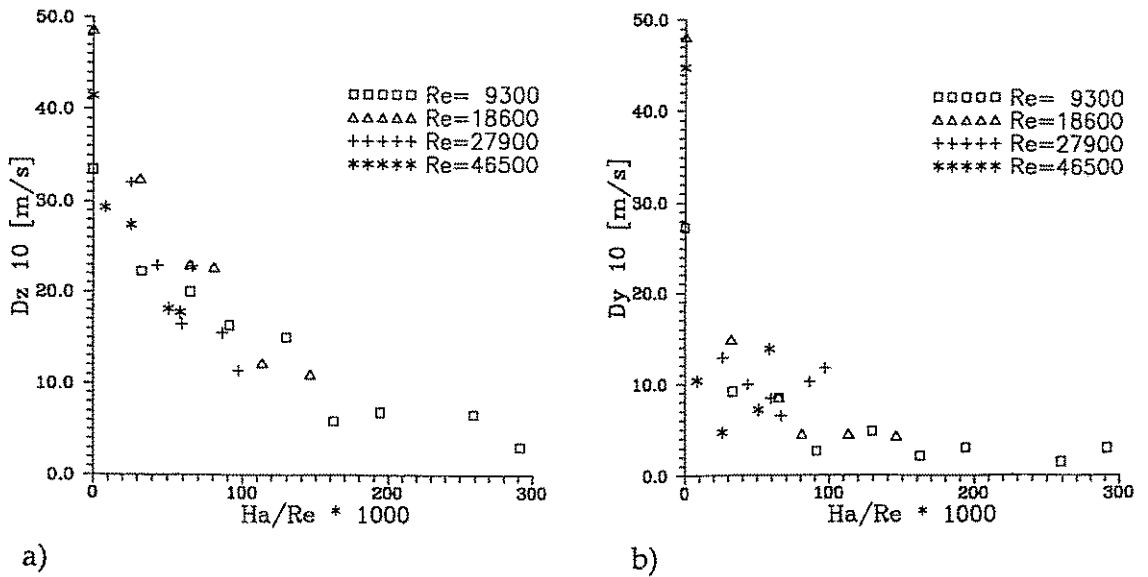 50.0
40.0
30.0
20.0
10.0
0.0
Dz 10 [m/s]
□□□□□ Re= 9300
△△△△△ Re=18600
+++++ Re=27900
***** Re=46500
0 100 200 300
Ha/Re * 1000
a)
50.0
40.0
30.0
20.0
10.0
0.0
Dy 10 [m/s]
□□□□□ Re= 9300
△△△△△ Re=18600
+++++ Re=27900
***** Re=46500
0 100 200 300
Ha/Re * 1000
b)